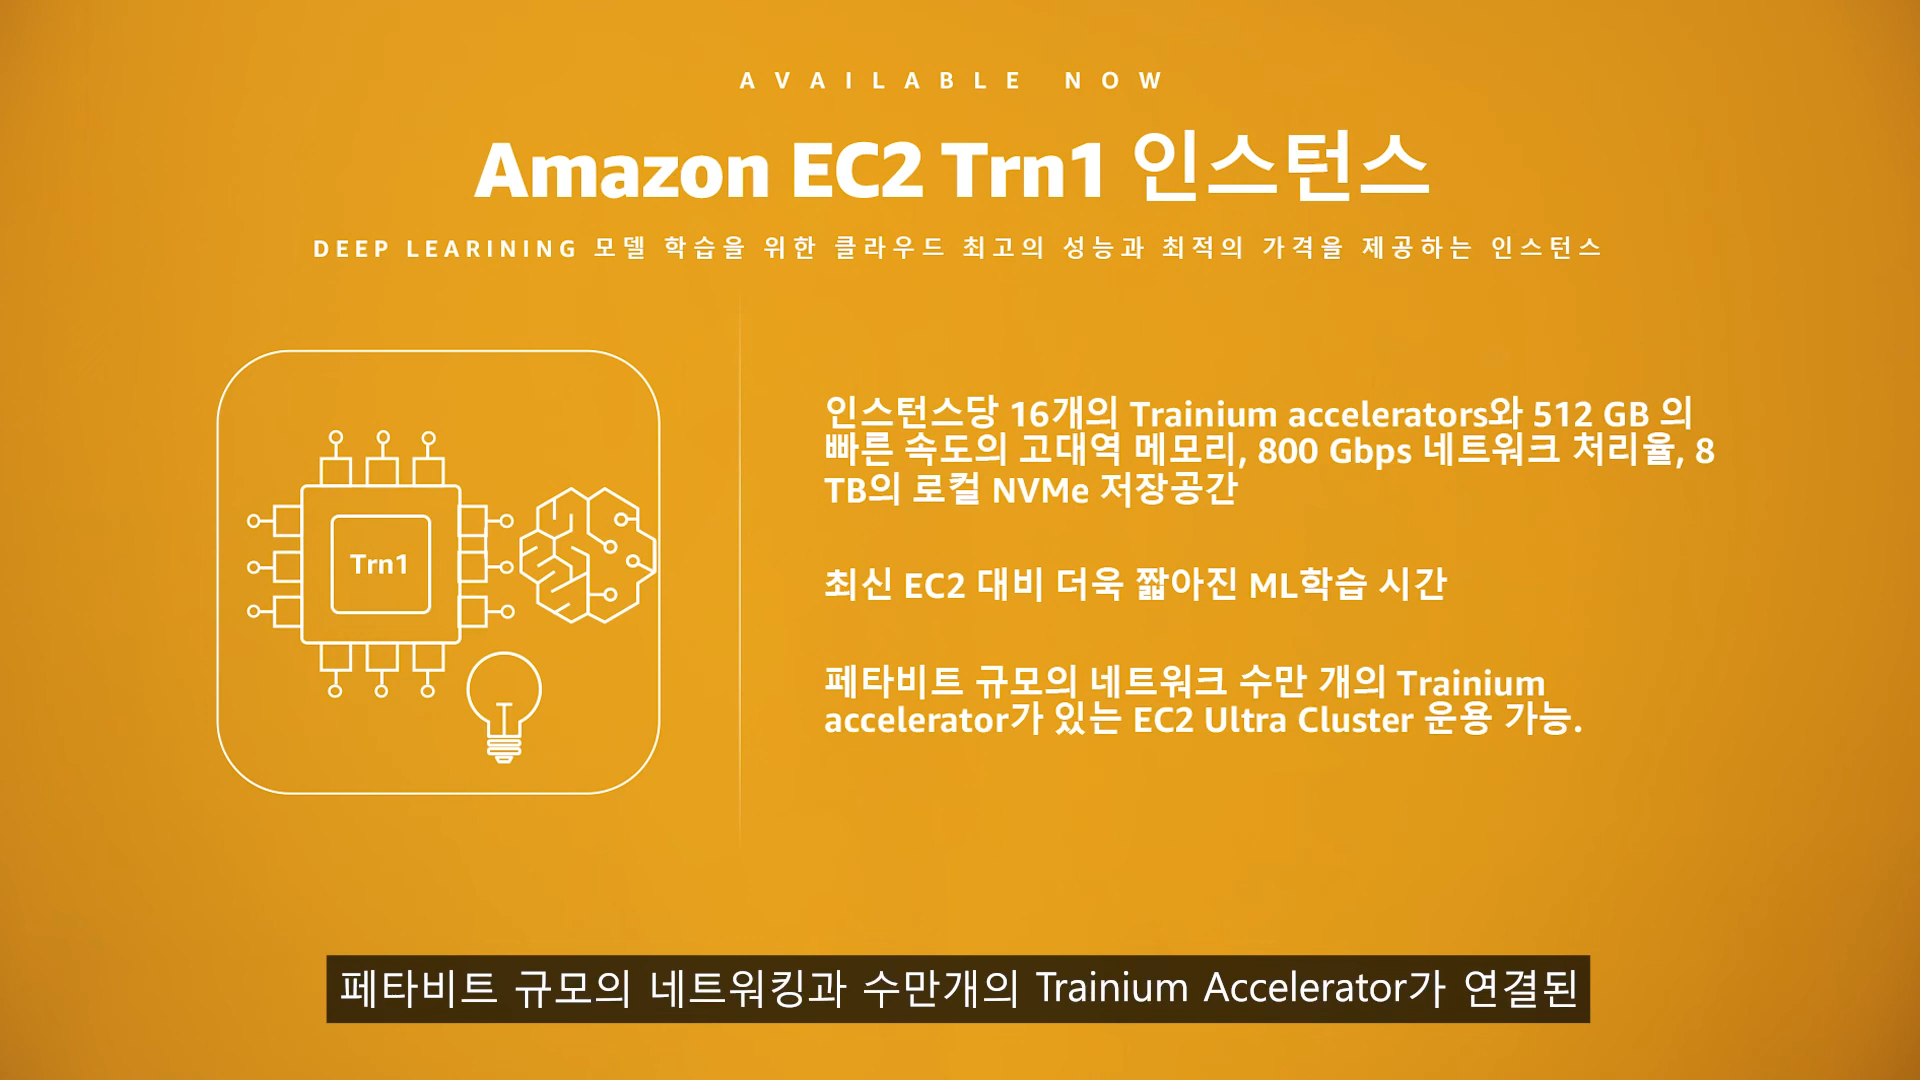 AVAILABLE NOW
Amazon EC2 Trn1 인스턴스
DEEP LEARINING 모델 학습을 위한 클라우드 최고의 성능과 최적의 가격을 제공하는 인스턴스
Trn1
인스턴스당 16개의 Trainium accelerators와 512 GB 의
빠른 속도의 고대역 메모리, 800 Gbps 네트워크 처리율, 8
TB의 로컬 NVMe 저장공간
최신 EC2 대비 더욱 짧아진 ML학습 시간
페타비트 규모의 네트워크 수만 개의 Trainium
accelerator가 있는 EC2 Ultra Cluster 운용 가능.
페타비트 규모의 네트워킹과 수만개의 Trainium Accelerator가 연결된